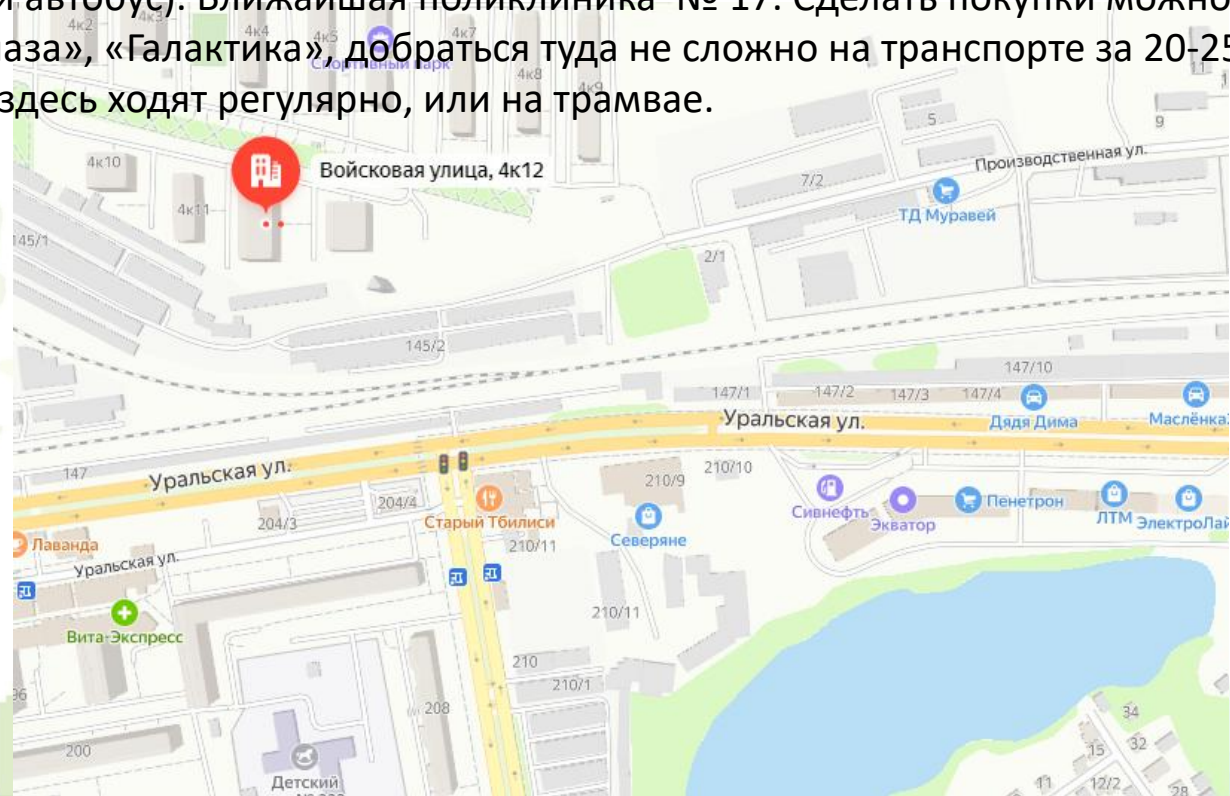 и автобус). Ближайшая поликлиника № 17. Сделать покупки можно
лаза», «Галактика», добраться туда не сложно на транспорте за 20-25
здесь ходят регулярно, или на трамвае.
4к2
4к3
4к4
4к5
4к7
Спортивный парк
4к8
4к9
11
5
9
4к10
Войсковая улица, 4к12
Производственная ул.
7/2
4к11
ТД Муравей
145/1
2/1
145/2
147/10
147/1
147/2
147/3
147/4
Уральская ул.
Дядя Дима
Маслёнка
147
Уральская ул.
210/9
210/10
204/4
204/3
Старый Тбилиси
Северяне
Сивнефть
Экватор
Пенетрон
ЛТМ
ЭлектроЛай
210/11
Лаванда
Уральская ул.
Вита-Экспресс
210/11
210
210/1
96
208
200
34
32
15
Детский
11
12/2
28